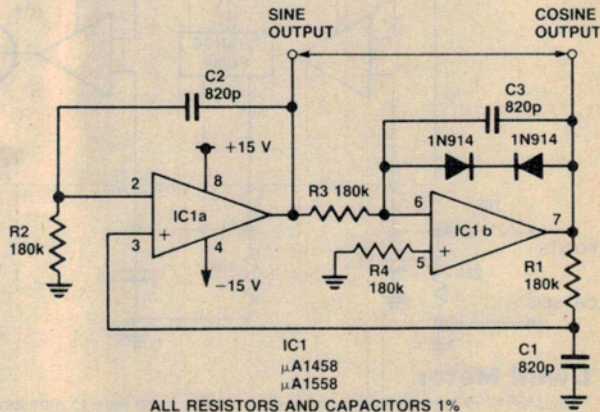 SINE
OUTPUT
COSINE
OUTPUT
C2
820p
C3
820p
+15 V
1N914
1N914
2
8
R3 180k
6
IC1a
IC1b
7
R2
180k
3
+
4
-15 V
R4
180k
5
+
R1
180k
IC1
μA1458
μA1558
C1
820p
ALL RESISTORS AND CAPACITORS 1%